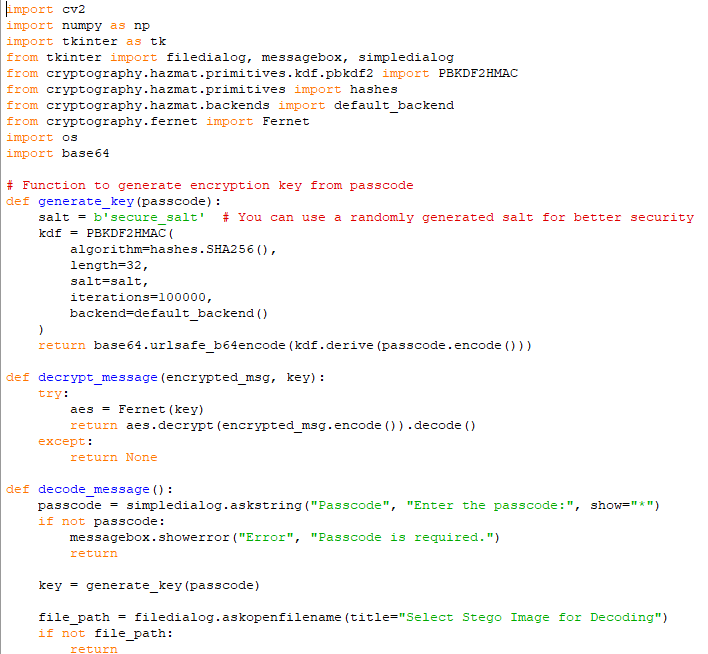 import cv2
import numpy as np
import tkinter as tk
from tkinter import filedialog, messagebox, simpledialog
from cryptography.hazmat.primitives.kdf.pbkdf2 import PBKDF2HMAC
from cryptography.hazmat.primitives import hashes
from cryptography.hazmat.backends import default_backend
from cryptography.fernet import Fernet
import os
import base64

# Function to generate encryption key from passcode
def generate_key(passcode):
    salt = b'secure_salt'  # You can use a randomly generated salt for better security
    kdf = PBKDF2HMAC(
        algorithm=hashes.SHA256(),
        length=32,
        salt=salt,
        iterations=100000,
        backend=default_backend()
    )
    return base64.urlsafe_b64encode(kdf.derive(passcode.encode()))

def decrypt_message(encrypted_msg, key):
    try:
        aes = Fernet(key)
        return aes.decrypt(encrypted_msg.encode()).decode()
    except:
        return None

def decode_message():
    passcode = simpledialog.askstring("Passcode", "Enter the passcode:", show="*")
    if not passcode:
        messagebox.showerror("Error", "Passcode is required.")
        return

    key = generate_key(passcode)

    file_path = filedialog.askopenfilename(title="Select Stego Image for Decoding")
    if not file_path:
        return